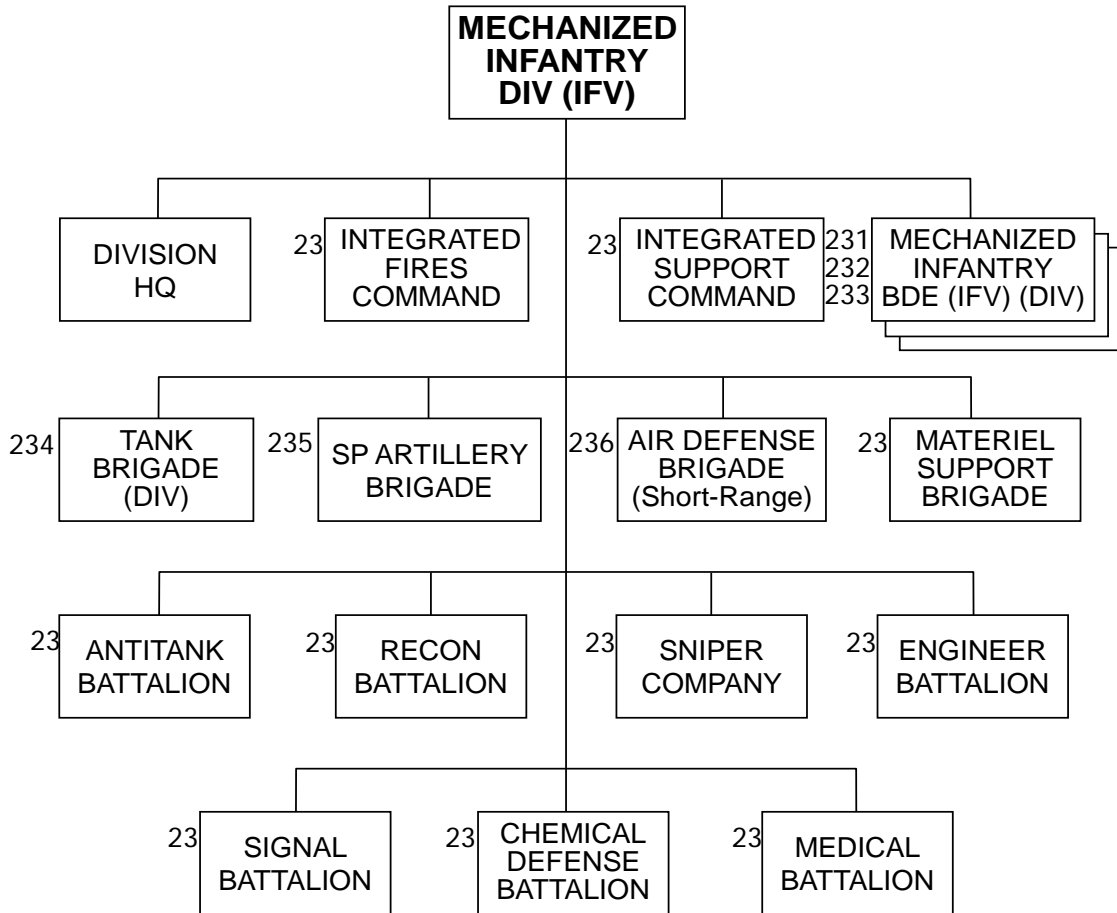 MECHANIZED
INFANTRY
DIV (IFV)
DIVISION
HQ
23
INTEGRATED
FIRES
COMMAND
23
INTEGRATED
SUPPORT
COMMAND
231
232
233
MECHANIZED
INFANTRY
BDE (IFV) (DIV)
234
TANK
BRIGADE
(DIV)
235
SP ARTILLERY
BRIGADE
236
AIR DEFENSE
BRIGADE
(Short-Range)
23
MATERIEL
SUPPORT
BRIGADE
23
ANTITANK
BATTALION
23
RECON
BATTALION
23
SNIPER
COMPANY
23
ENGINEER
BATTALION
23
SIGNAL
BATTALION
23
CHEMICAL
DEFENSE
BATTALION
23
MEDICAL
BATTALION